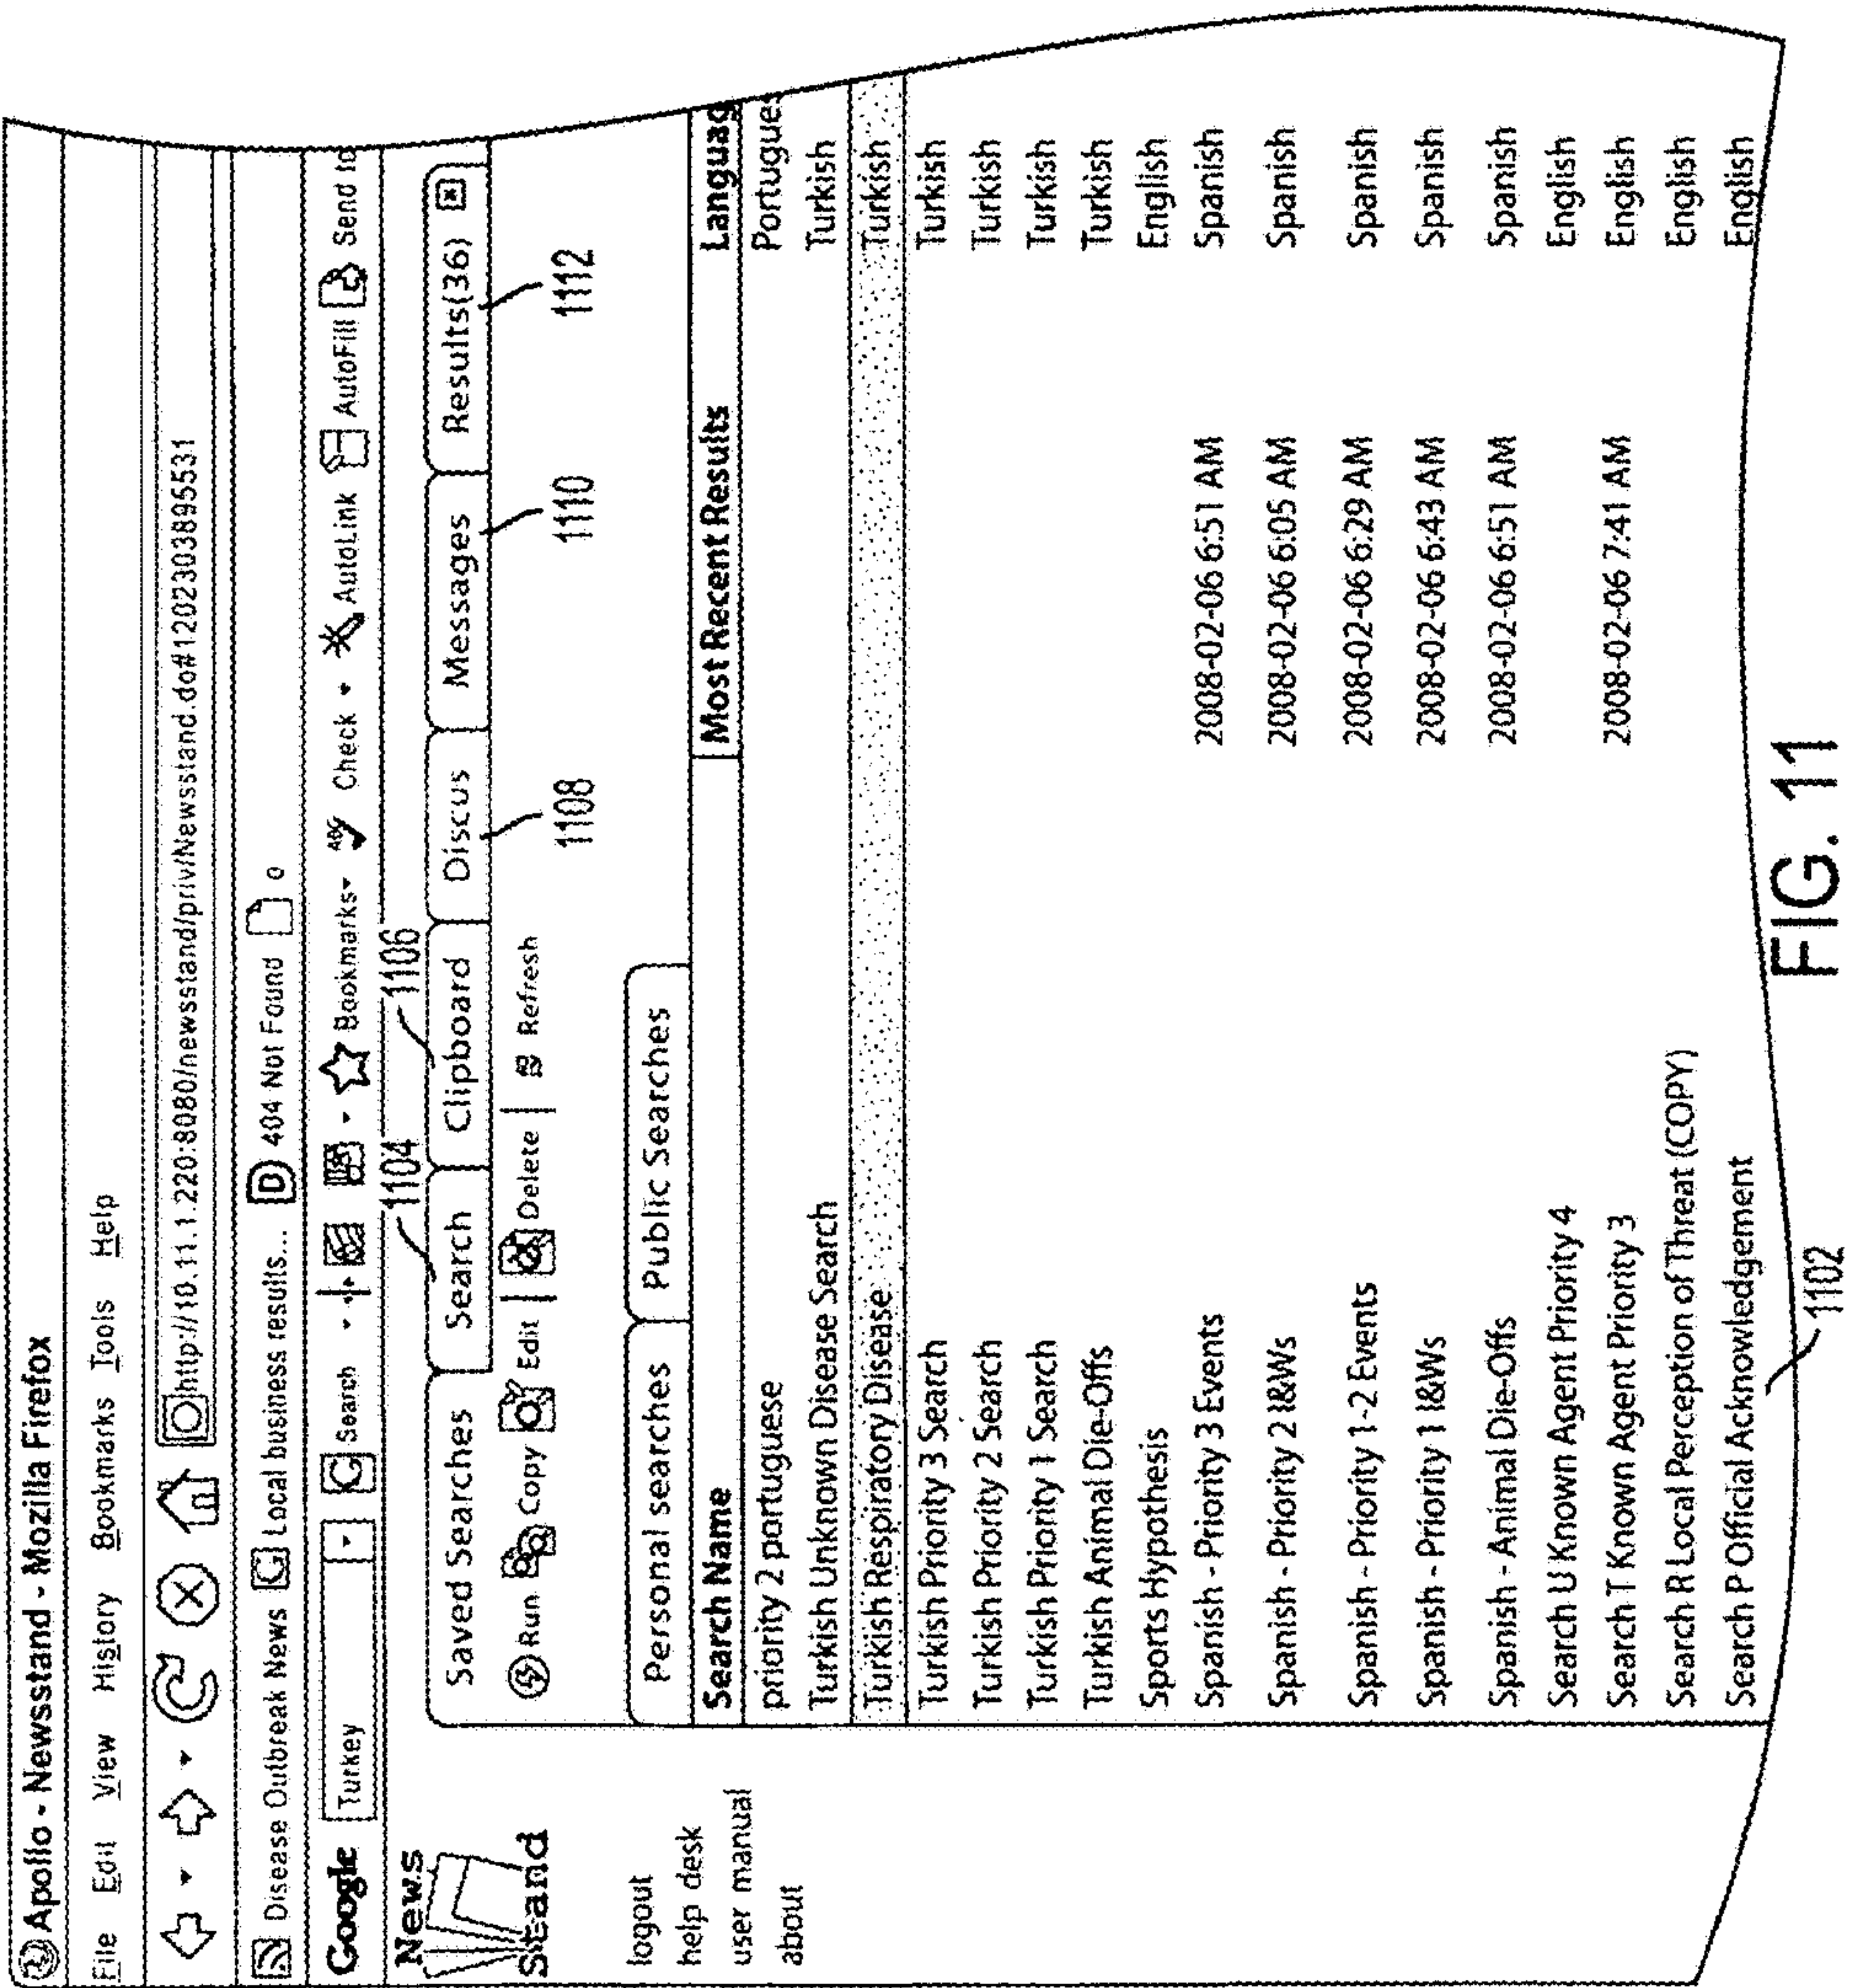 Apollo - Newsstand - Mozilla Firefox
File Edit View History Bookmarks Tools Help
http://10.11.1.220:8080/newsstand/priv/Newsstand.do#1202303895531
Disease Outbreak News G Local business results... D 404 Not Found o
Google Turkey G Search Bookmarks ABC Check AutoLink AutoFill Send to
1104 1106
News Stand
Saved Searches Search Clipboard Discus Messages Results(36)
Run Copy Edit Delete Refresh
1108 1110 1112
logout
help desk
user manual
about
Personal searches Public Searches
Search Name Most Recent Results Languag
priority 2 portuguese Portugues
Turkish Unknown Disease Search Turkish
Turkish Respiratory Disease Turkish
Turkish Priority 3 Search Turkish
Turkish Priority 2 Search Turkish
Turkish Priority 1 Search Turkish
Turkish Animal Die-Offs Turkish
Sports Hypothesis English
Spanish - Priority 3 Events 2008-02-06 6:51 AM Spanish
Spanish - Priority 2 I&Ws 2008-02-06 6:05 AM Spanish
Spanish - Priority 1-2 Events 2008-02-06 6:29 AM Spanish
Spanish - Priority 1 I&Ws 2008-02-06 6:43 AM Spanish
Spanish - Animal Die-Offs 2008-02-06 6:51 AM Spanish
Search U Known Agent Priority 4 English
Search T Known Agent Priority 3 2008-02-06 7:41 AM English
Search R Local Perception of Threat (COPY) English
Search P Official Acknowledgement English
1102
FIG. 11